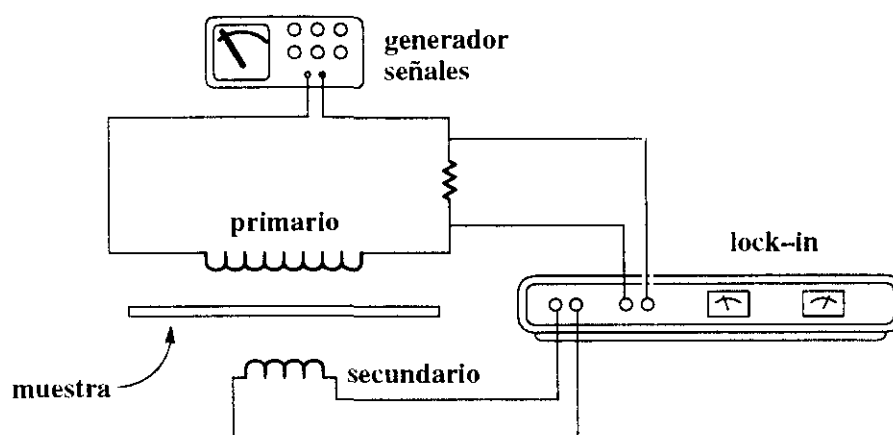 generador
señales
primario
lock-in
muestra
secundario